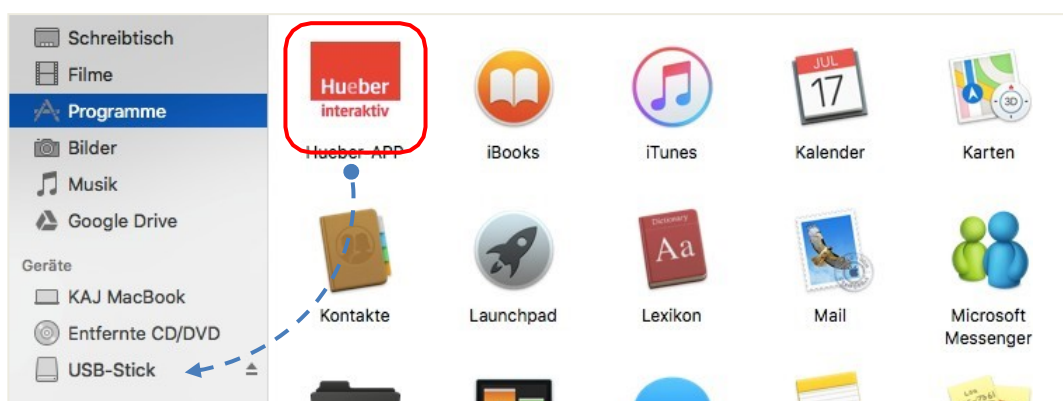 Schreibtisch
Filme
Programme
Bilder
Musik
Google Drive
Geräte
KAJ MacBook
Entfernte CD/DVD
USB-Stick
Hueber
interaktiv
Hueber-APP
iBooks
iTunes
JUL
17
Kalender
3D
Karten
Kontakte
Launchpad
Dictionary
Aa
Lexikon
Mail
Microsoft
Messenger